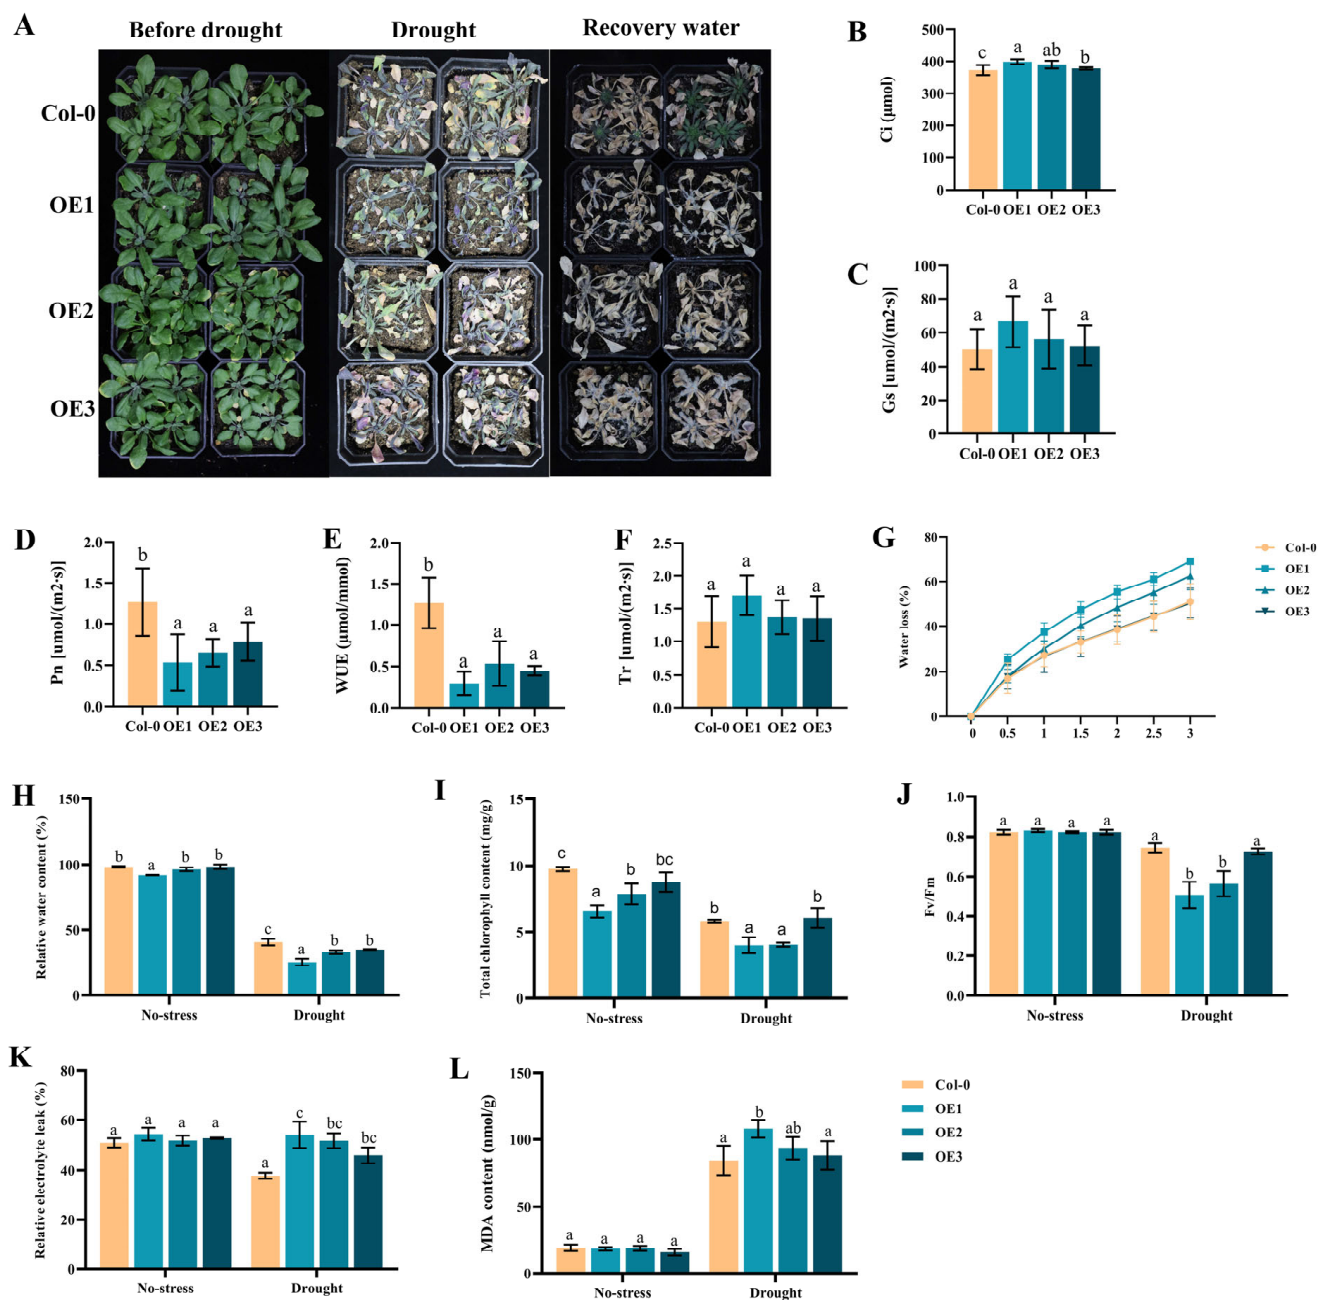 A
Before drought
Drought
Recovery water
Col-0
OE1
OE2
OE3
B
Ci (μmol)
500
400
300
200
100
0
c
a
ab
b
Col-0 OE1 OE2 OE3
C
Gs [umol/(m2·s)]
100
80
60
40
20
0
a
a
a
a
Col-0 OE1 OE2 OE3
D
Pn [umol/(m2·s)]
2.0
1.5
1.0
0.5
0.0
b
a
a
a
Col-0 OE1 OE2 OE3
E
WUE (μmol/mmol)
2.0
1.5
1.0
0.5
0.0
b
a
a
a
Col-0 OE1 OE2 OE3
F
Tr [umol/(m2·s)]
2.5
2.0
1.5
1.0
0.5
0.0
a
a
a
a
Col-0 OE1 OE2 OE3
G
Water loss (%)
80
60
40
20
0
0 0.5 1 1.5 2 2.5 3
Col-0
OE1
OE2
OE3
H
Relative water content (%)
150
100
50
0
b
a
b
b
c
a
b
b
No-stress
Drought
I
Total chlorophyll content (mg/g)
15
10
5
0
c
a
b
bc
b
a
a
b
No-stress
Drought
J
Fv/Fm
1.0
0.8
0.6
0.4
0.2
0.0
a
a
a
a
a
b
b
a
No-stress
Drought
K
Relative electrolyte leak (%)
80
60
40
20
0
a
a
a
a
a
c
bc
bc
No-stress
Drought
L
MDA content (nmol/g)
150
100
50
0
a
a
a
a
a
b
ab
a
No-stress
Drought
Col-0
OE1
OE2
OE3